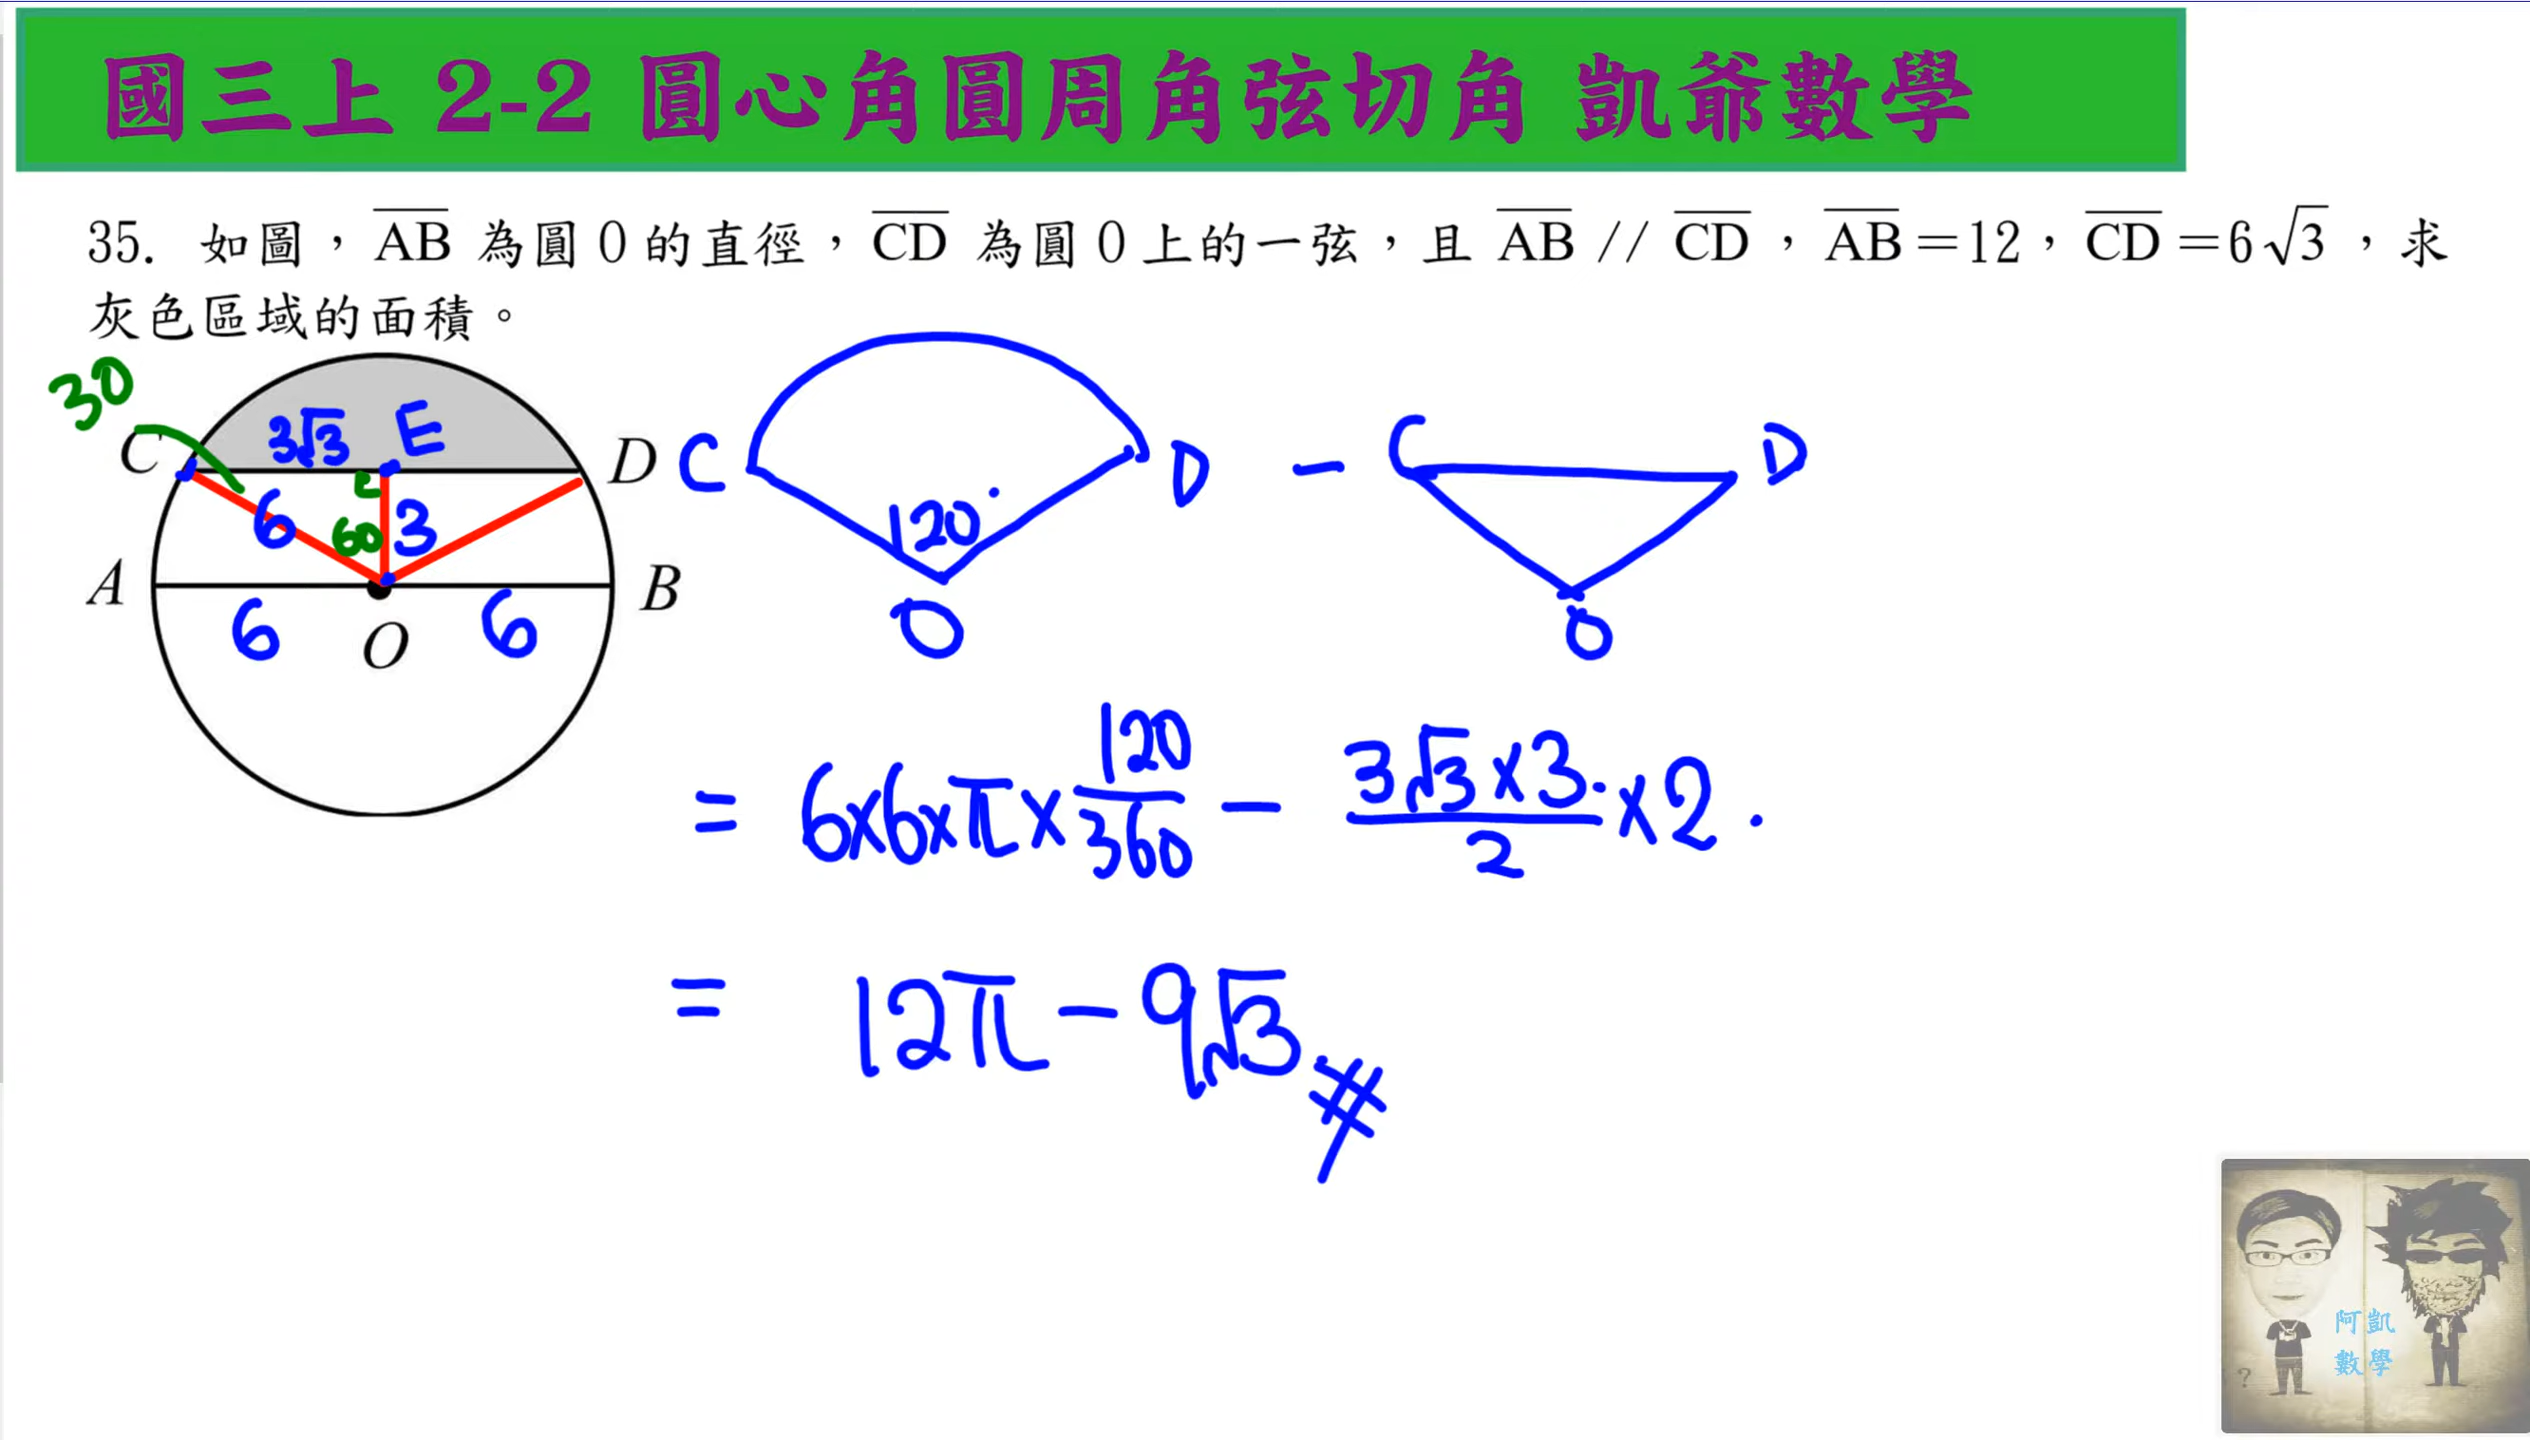 國三上 2-2 圓心角圓周角弦切角 凱爺數學
35. 如圖，AB 為圓 O 的直徑，CD 為圓 O 上的一弦，且 AB // CD，AB＝12，CD＝6√3，求
灰色區域的面積。
30
C 3√3 E D
6 60 3
A B
6 O 6
C D － C D
120°
O O
= 6×6×π×120/360 － 3√3×3/2 ×2.
= 12π－9√3 #
阿凱
數學
?